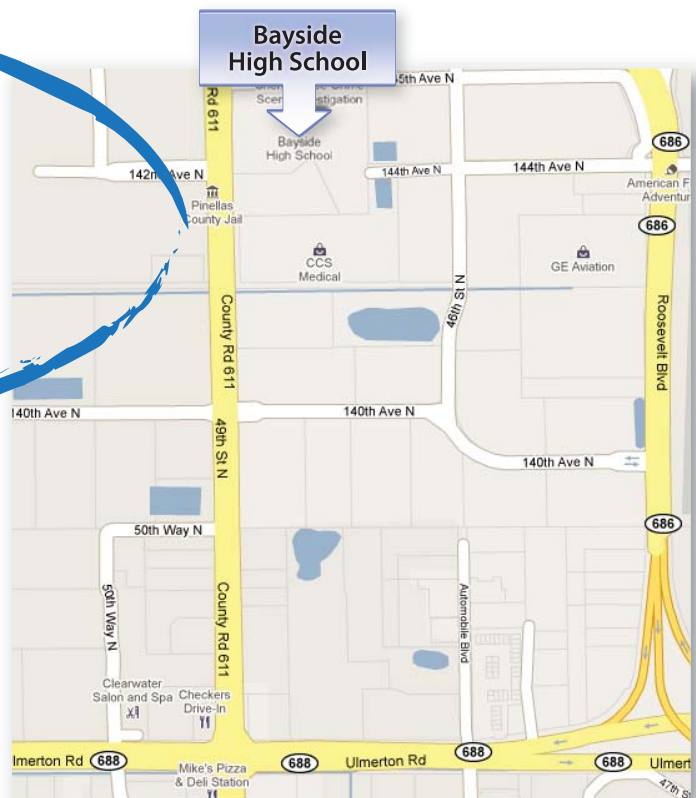 Bayside
High School
45th Ave N
Rd 611
Bayside
High School
686
142nd Ave N
144th Ave N
144th Ave N
American F
Adventur
Pinellas
County Jail
686
CCS
Medical
GE Aviation
46th St N
County Rd 611
Roosevelt Blvd
140th Ave N
140th Ave N
49th St N
140th Ave N
50th Way N
686
50th Way N
County Rd 611
Automobile Blvd
Clearwater
Salon and Spa
Checkers
Drive-In
Ulmerton Rd
688
688
Ulmerton Rd
688
688
Ulmert
Mike's Pizza
& Deli Station
47th S